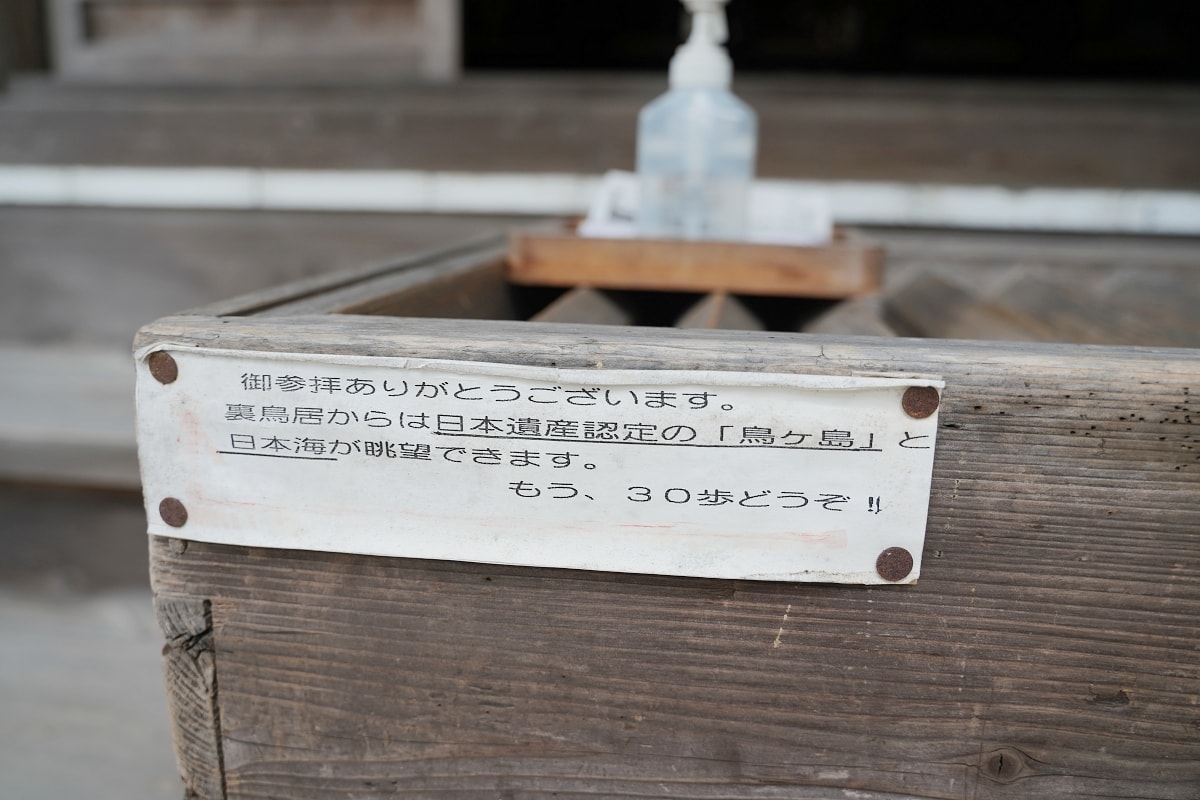 御参拝ありがとうございます。
裏鳥居からは日本遺産認定の「鳥ヶ島」と
日本海が眺望できます。
もう、３０歩どうぞ‼